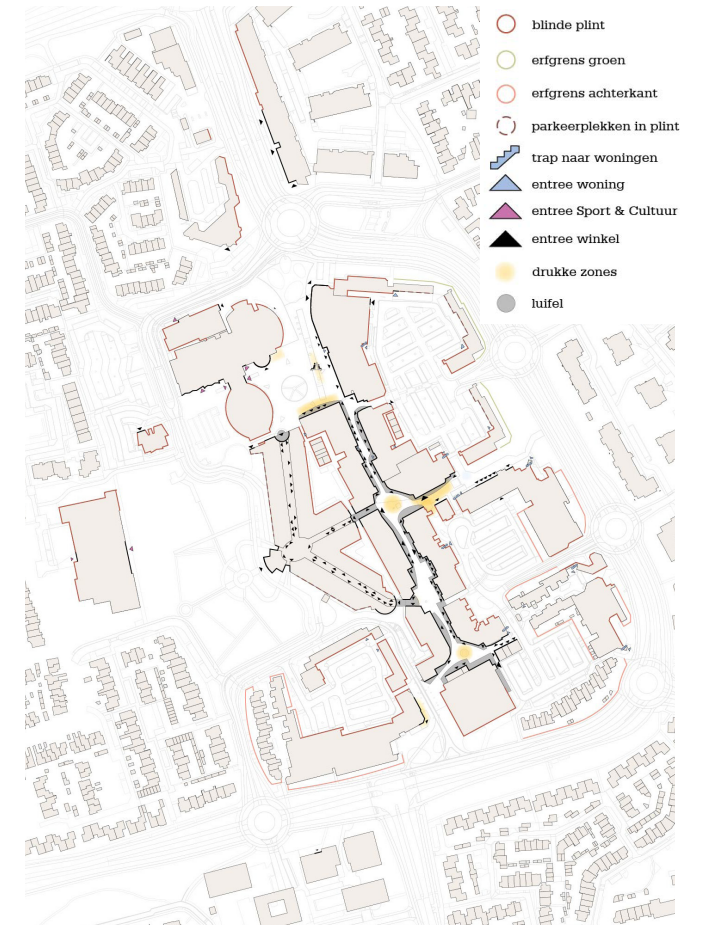 blinde plint
erfgrens groen
erfgrens achterkant
parkeerplekken in plint
trap naar woningen
entree woning
entree Sport & Cultuur
entree winkel
drukke zones
luifel